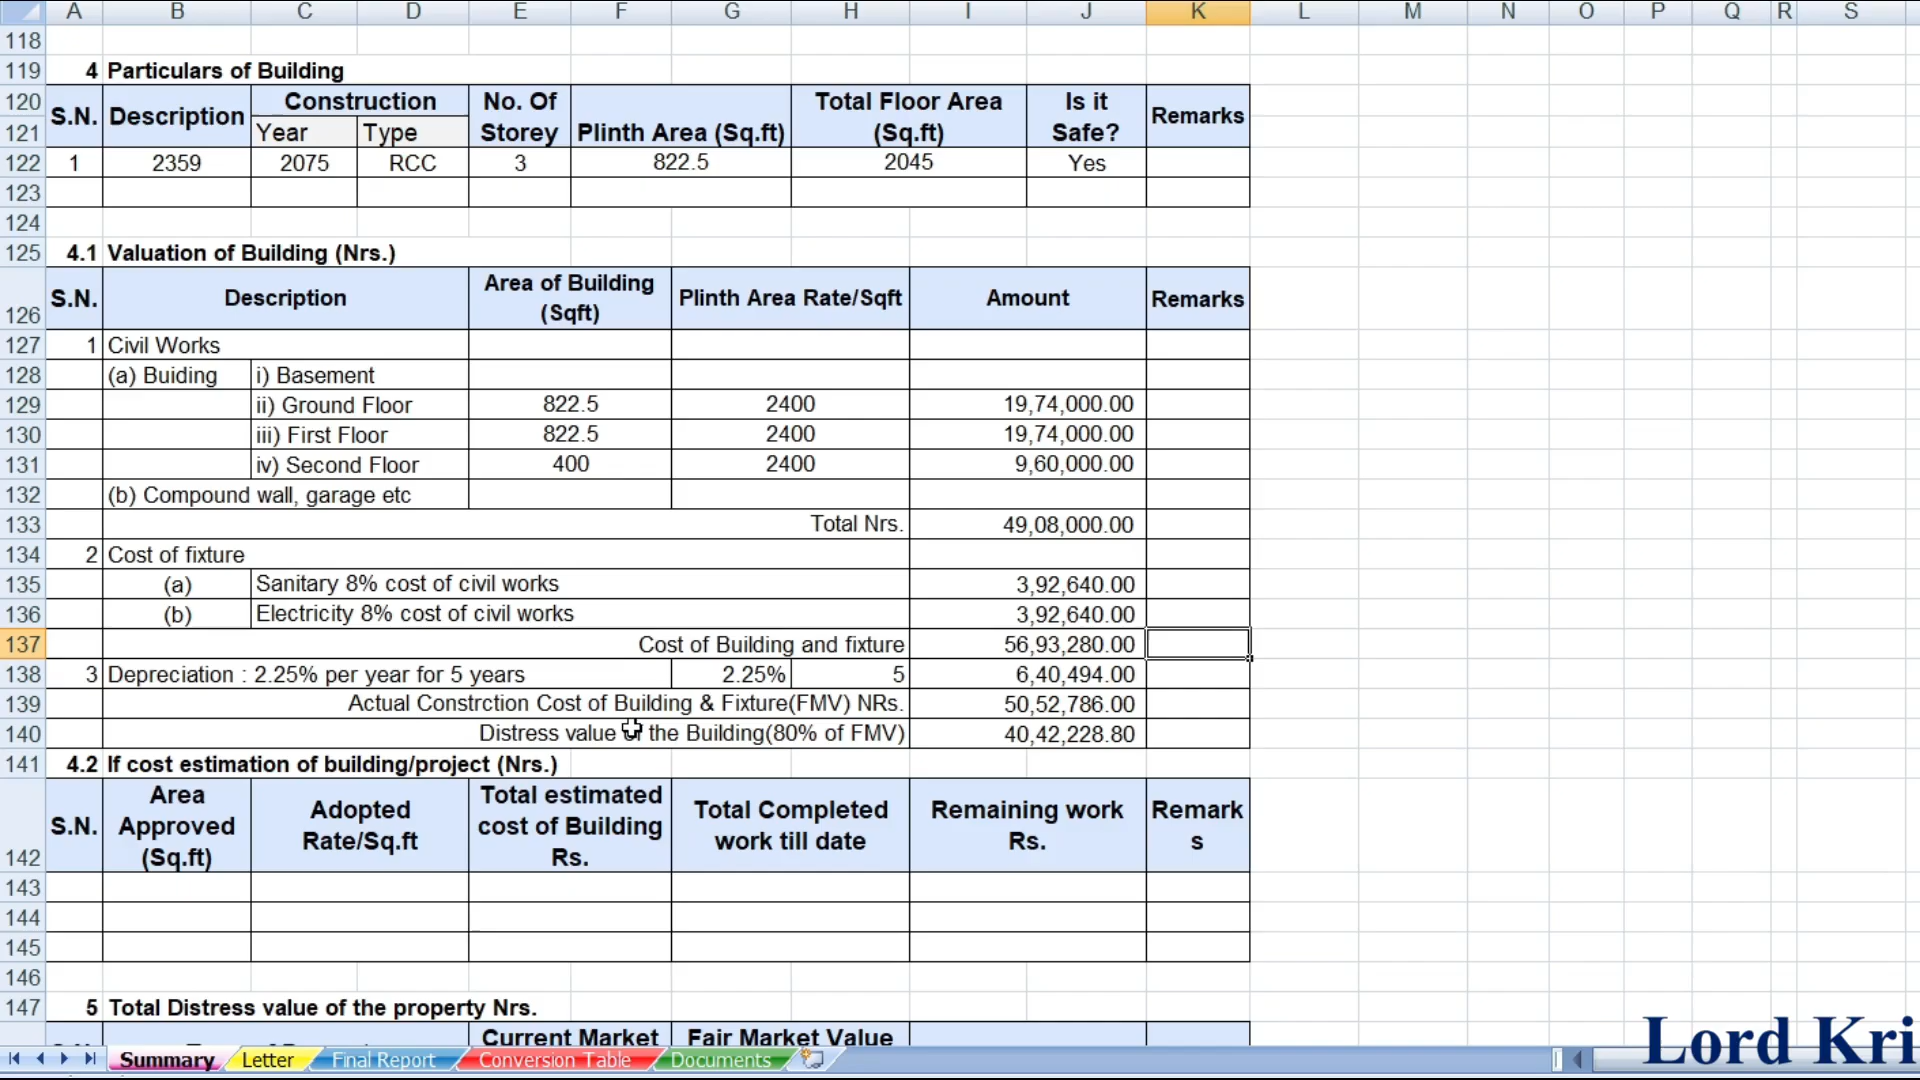 A B C D E F G H I J K L M N O P Q R S
118
119 4 Particulars of Building
120 S.N. Description Construction No. Of Storey Plinth Area (Sq.ft) Total Floor Area (Sq.ft) Is it Safe? Remarks
121 Year Type
122 1 2359 2075 RCC 3 822.5 2045 Yes
123
124
125 4.1 Valuation of Building (Nrs.)
126 S.N. Description Area of Building (Sqft) Plinth Area Rate/Sqft Amount Remarks
127 1 Civil Works
128 (a) Buiding i) Basement
129 ii) Ground Floor 822.5 2400 19,74,000.00
130 iii) First Floor 822.5 2400 19,74,000.00
131 iv) Second Floor 400 2400 9,60,000.00
132 (b) Compound wall, garage etc
133 Total Nrs. 49,08,000.00
134 2 Cost of fixture
135 (a) Sanitary 8% cost of civil works 3,92,640.00
136 (b) Electricity 8% cost of civil works 3,92,640.00
137 Cost of Building and fixture 56,93,280.00
138 3 Depreciation : 2.25% per year for 5 years 2.25% 5 6,40,494.00
139 Actual Constrction Cost of Building & Fixture(FMV) NRs. 50,52,786.00
140 Distress value of the Building(80% of FMV) 40,42,228.80
141 4.2 If cost estimation of building/project (Nrs.)
142 S.N. Area Approved (Sq.ft) Adopted Rate/Sq.ft Total estimated cost of Building Rs. Total Completed work till date Remaining work Rs. Remarks
143
144
145
146
147 5 Total Distress value of the property Nrs.
Current Market Fair Market Value
Summary Letter Final Report Conversion Table Documents
Lord Kri